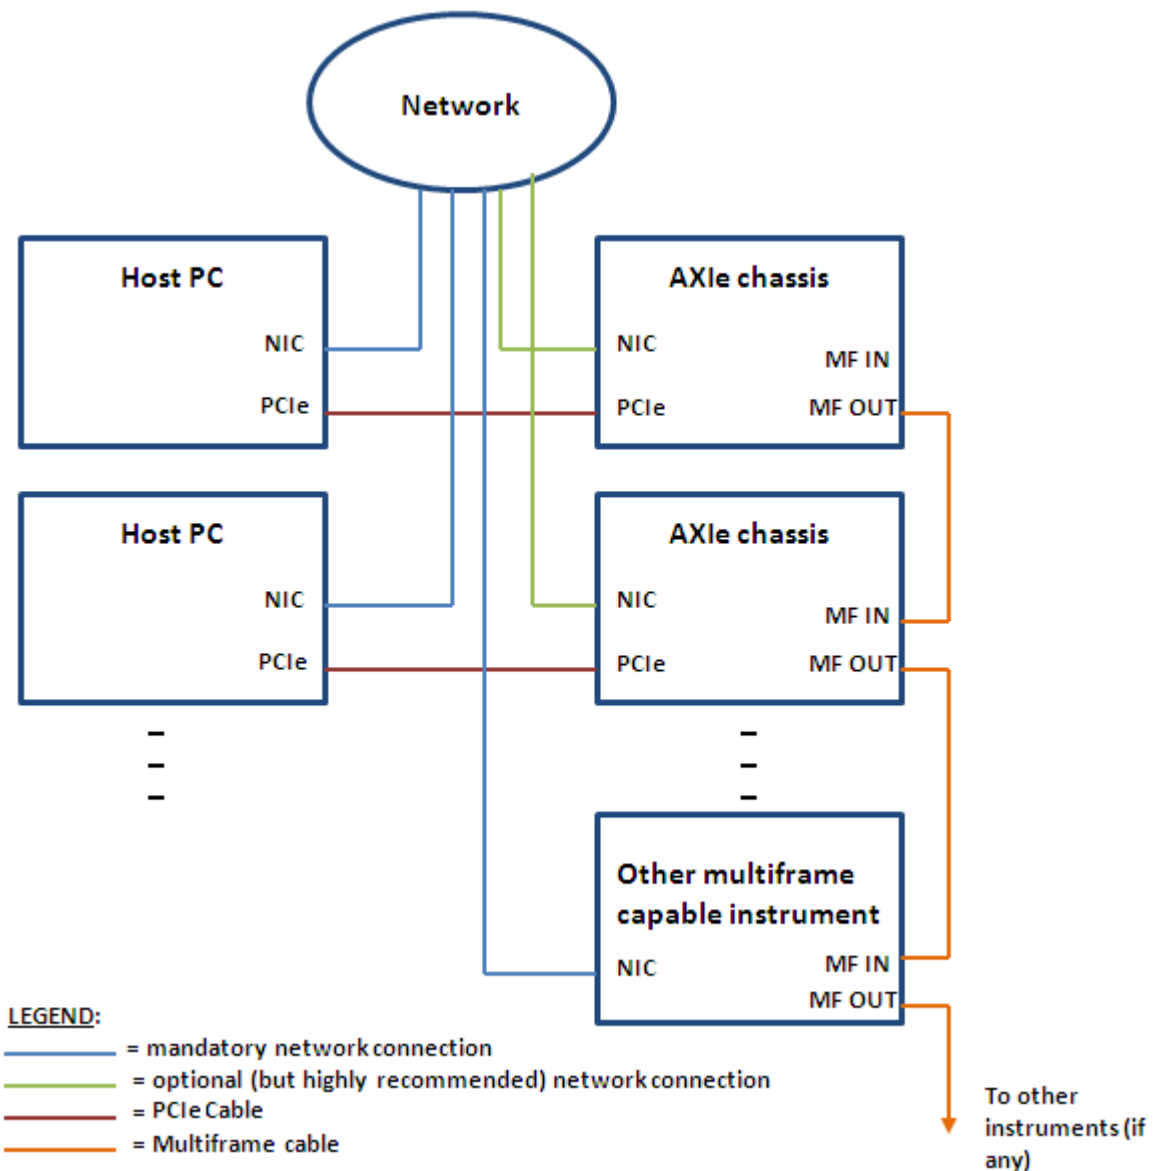 Network
Host PC
NIC
PCIe
AXIe chassis
NIC
MF IN
PCIe
MF OUT
Host PC
NIC
PCIe
AXIe chassis
NIC
MF IN
PCIe
MF OUT
Other multiframe
capable instrument
NIC
MF IN
MF OUT
LEGEND:
= mandatory network connection
= optional (but highly recommended) network connection
= PCIe Cable
= Multiframe cable
To other
instruments (if
any)